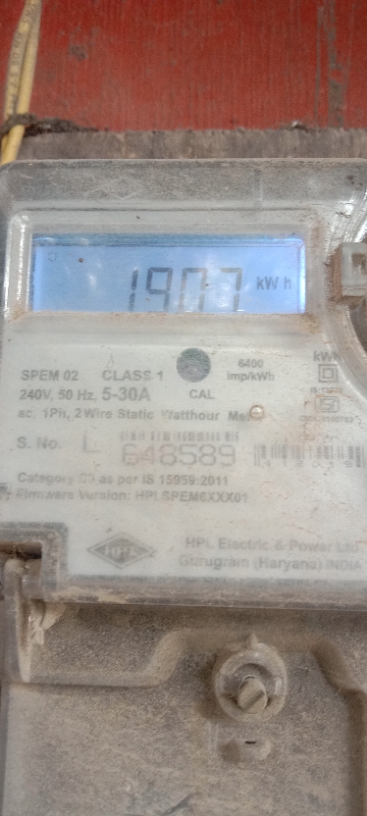 1907 kWh
SPEM 02 CLASS 1 6400 imp/kWh kWh
240V, 50 Hz, 5-30A CAL
ac, 1Ph, 2 Wire Static Watthour
S. No. L 648589
Category as per IS 15959:2011
Firmware Version: HPLSPEM6XXX01
HPL
HPL Electric & Power Ltd
Gurugram (Haryana) INDIA